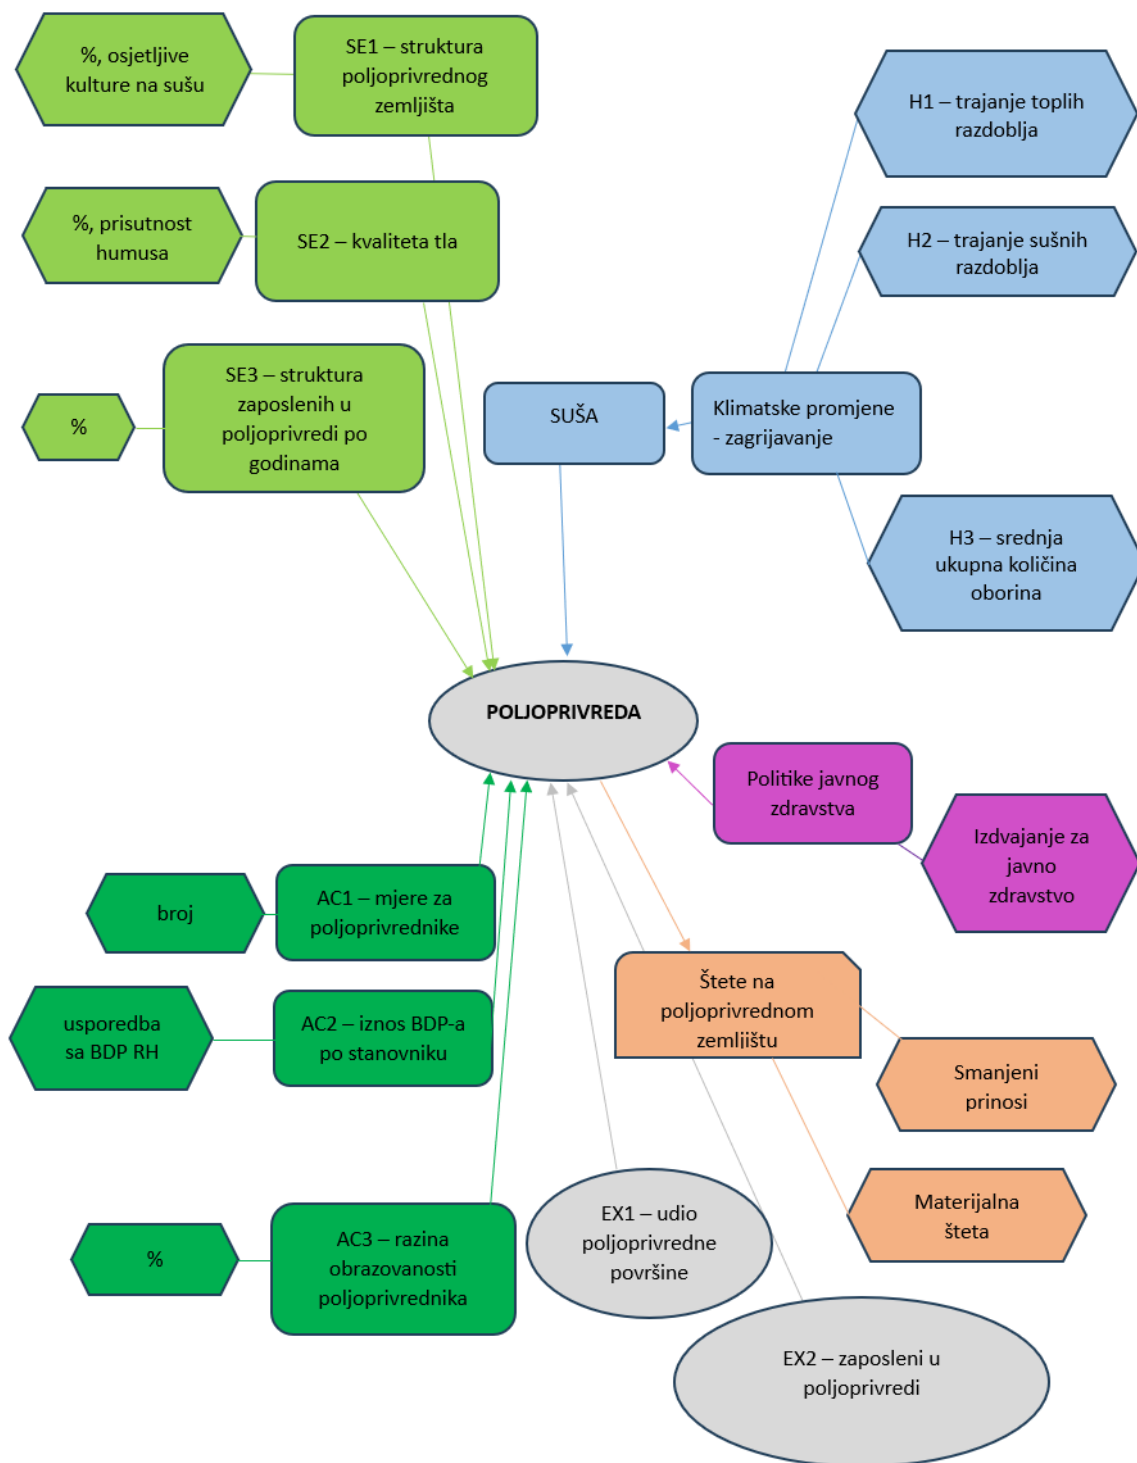 %, osjetljive
kulture na sušu
SE1 – struktura
poljoprivrednog
zemljišta
H1 – trajanje toplih
razdoblja
%, prisutnost
humusa
SE2 – kvaliteta tla
H2 – trajanje sušnih
razdoblja
%
SE3 – struktura
zaposlenih u
poljoprivredi po
godinama
SUŠA
Klimatske promjene
- zagrijavanje
H3 – srednja
ukupna količina
oborina
POLJOPRIVREDA
Politike javnog
zdravstva
Izdvajanje za
javno
zdravstvo
broj
AC1 – mjere za
poljoprivrednike
usporedba
sa BDP RH
AC2 – iznos BDP-a
po stanovniku
Štete na
poljoprivrednom
zemljištu
Smanjeni
prinosi
Materijalna
šteta
%
AC3 – razina
obrazovanosti
poljoprivrednika
EX1 – udio
poljoprivredne
površine
EX2 – zaposleni u
poljoprivredi